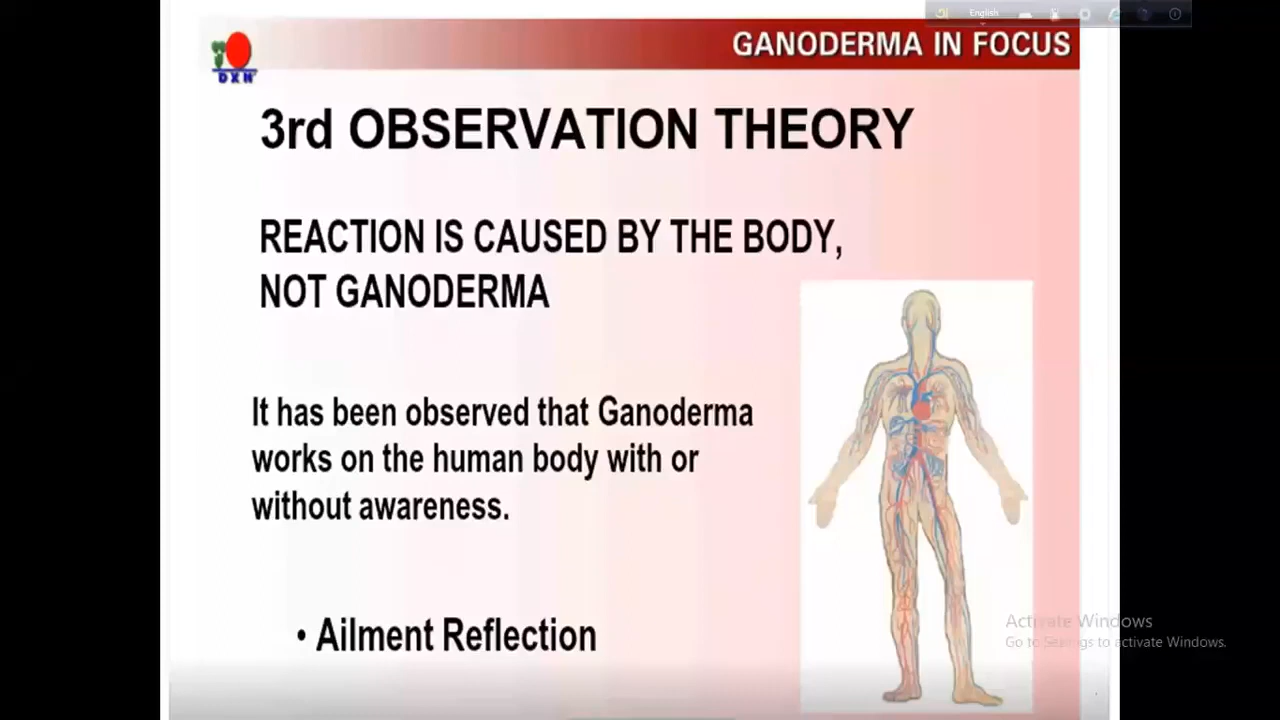 English
GANODERMA IN FOCUS
DXN
3rd OBSERVATION THEORY
REACTION IS CAUSED BY THE BODY,
NOT GANODERMA
It has been observed that Ganoderma
works on the human body with or
without awareness.
• Ailment Reflection
Activate Windows
Go to Settings to activate Windows.